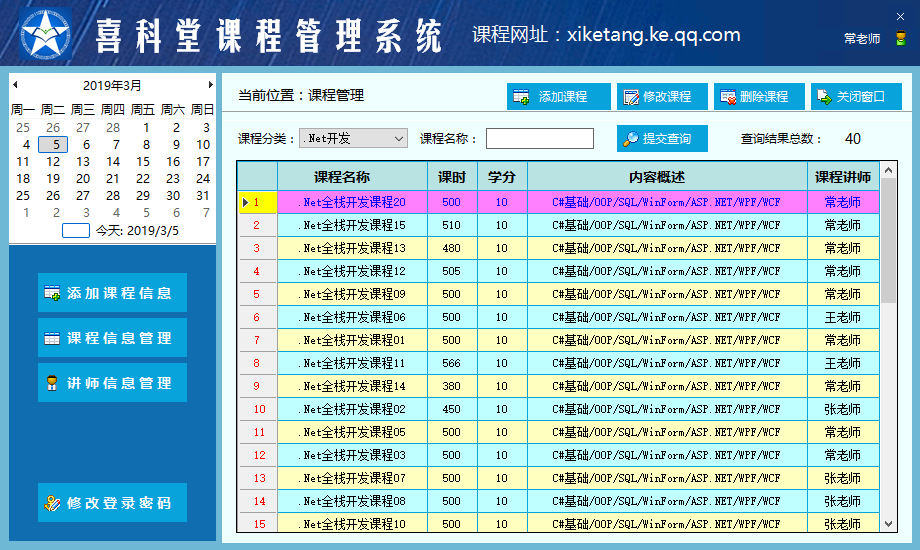 喜科堂课程管理系统 课程网址：xiketang.ke.qq.com 常老师
2019年3月
周一 周二 周三 周四 周五 周六 周日
25 26 27 28 1 2 3
4 5 6 7 8 9 10
11 12 13 14 15 16 17
18 19 20 21 22 23 24
25 26 27 28 29 30 31
1 2 3 4 5 6 7
今天: 2019/3/5
添加课程信息
课程信息管理
讲师信息管理
修改登录密码
当前位置：课程管理 添加课程 修改课程 删除课程 关闭窗口
课程分类： .Net开发 课程名称： 提交查询 查询结果总数： 40
课程名称 课时 学分 内容概述 课程讲师
1 .Net全栈开发课程20 500 10 C#基础/OOP/SQL/WinForm/ASP.NET/WPF/WCF 常老师
2 .Net全栈开发课程15 510 10 C#基础/OOP/SQL/WinForm/ASP.NET/WPF/WCF 常老师
3 .Net全栈开发课程13 480 10 C#基础/OOP/SQL/WinForm/ASP.NET/WPF/WCF 常老师
4 .Net全栈开发课程12 505 10 C#基础/OOP/SQL/WinForm/ASP.NET/WPF/WCF 常老师
5 .Net全栈开发课程09 500 10 C#基础/OOP/SQL/WinForm/ASP.NET/WPF/WCF 常老师
6 .Net全栈开发课程06 500 10 C#基础/OOP/SQL/WinForm/ASP.NET/WPF/WCF 王老师
7 .Net全栈开发课程01 500 10 C#基础/OOP/SQL/WinForm/ASP.NET/WPF/WCF 常老师
8 .Net全栈开发课程11 566 10 C#基础/OOP/SQL/WinForm/ASP.NET/WPF/WCF 王老师
9 .Net全栈开发课程14 380 10 C#基础/OOP/SQL/WinForm/ASP.NET/WPF/WCF 常老师
10 .Net全栈开发课程02 450 10 C#基础/OOP/SQL/WinForm/ASP.NET/WPF/WCF 张老师
11 .Net全栈开发课程05 500 10 C#基础/OOP/SQL/WinForm/ASP.NET/WPF/WCF 常老师
12 .Net全栈开发课程03 500 10 C#基础/OOP/SQL/WinForm/ASP.NET/WPF/WCF 常老师
13 .Net全栈开发课程07 500 10 C#基础/OOP/SQL/WinForm/ASP.NET/WPF/WCF 张老师
14 .Net全栈开发课程08 500 10 C#基础/OOP/SQL/WinForm/ASP.NET/WPF/WCF 张老师
15 .Net全栈开发课程10 500 10 C#基础/OOP/SQL/WinForm/ASP.NET/WPF/WCF 张老师